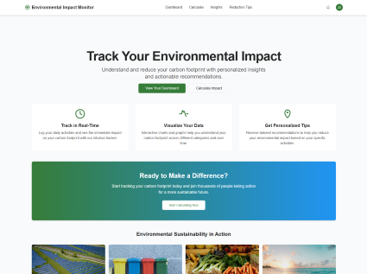 Environmental Impact Monitor
Dashboard
Calculator
Insights
Reduction Tips
Track Your Environmental Impact
Understand and reduce your carbon footprint with personalized insights
and actionable recommendations.
View Your Dashboard
Calculate Impact
Track in Real-Time
Log your daily activities and see the immediate impact
on your carbon footprint with our intuitive tracker.
Visualize Your Data
Interactive charts and graphs help you understand your
carbon footprint across different categories and over
time.
Get Personalized Tips
Receive tailored recommendations to help you reduce
your environmental impact based on your specific
activities.
Ready to Make a Difference?
Start tracking your carbon footprint today and join thousands of people taking action
for a more sustainable future.
Start Calculating Now
Environmental Sustainability in Action